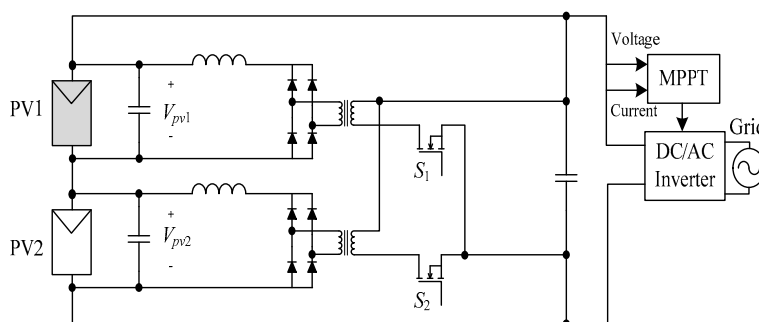 Voltage
MPPT
Current
PV1
Vpv1
+
-
S1
DC/AC
Inverter
Grid
PV2
Vpv2
+
-
S2